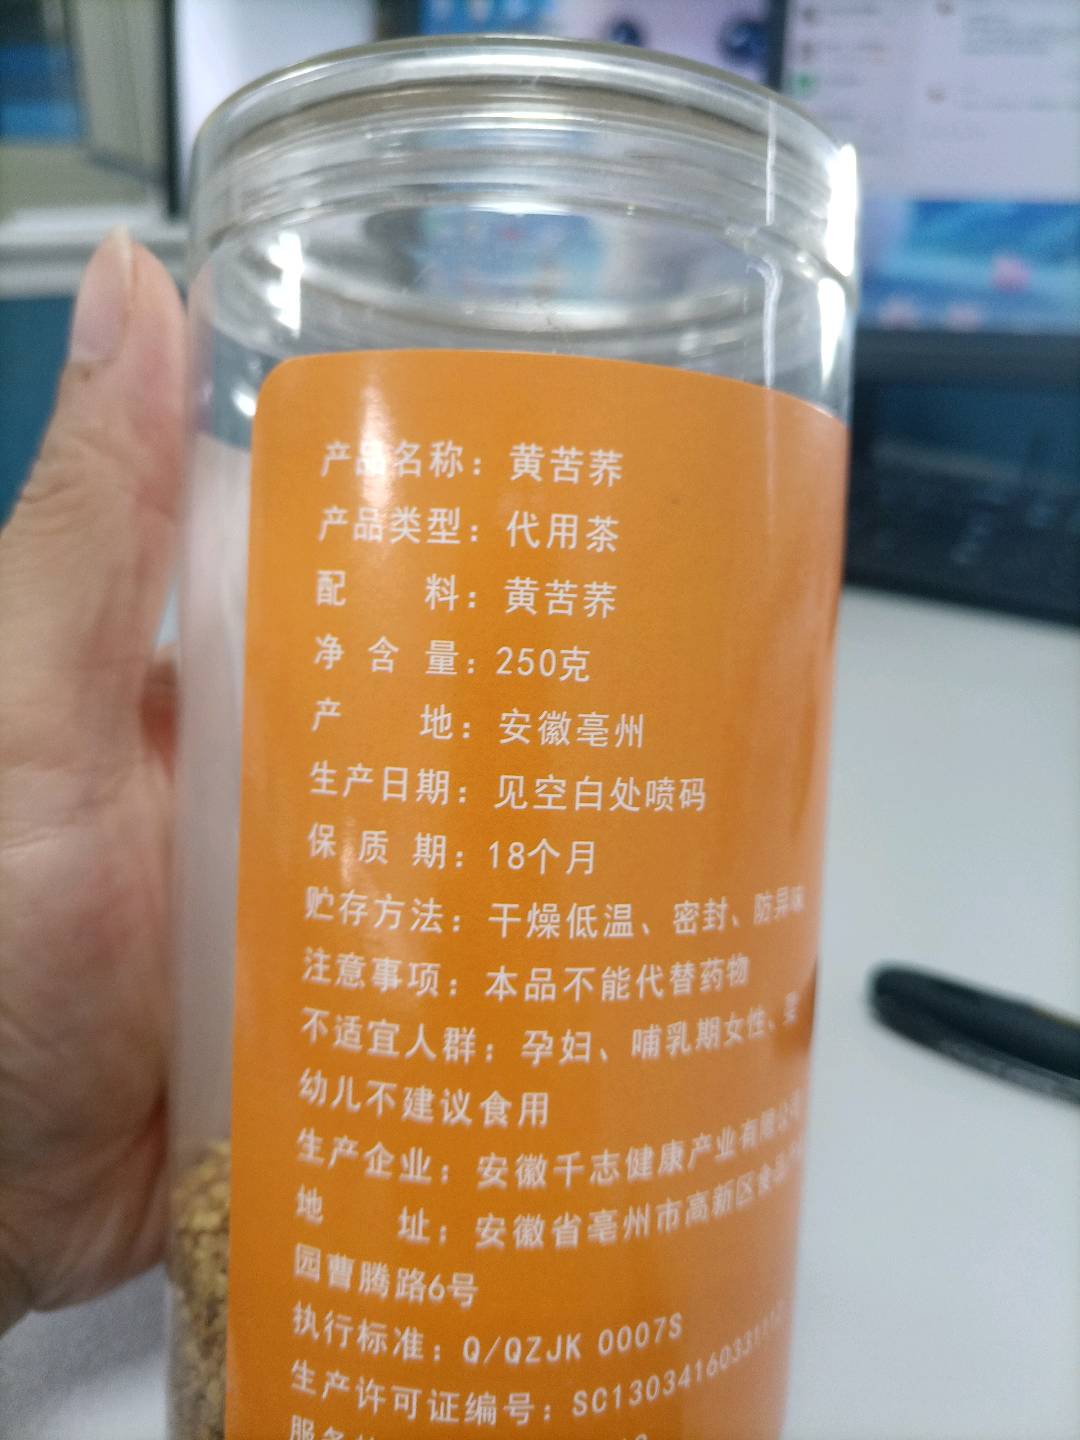 产品名称：黄苦荞
产品类型：代用茶
配 料：黄苦荞
净 含 量：250克
产 地：安徽亳州
生产日期：见空白处喷码
保 质 期：18个月
贮存方法：干燥低温、密封、防异味
注意事项：本品不能代替药物
不适宜人群：孕妇、哺乳期女性、婴
幼儿不建议食用
生产企业：安徽千志健康产业有限公司
地 址：安徽省亳州市高新区食品
园曹腾路6号
执行标准：Q/QZJK 0007S
生产许可证编号：
服务